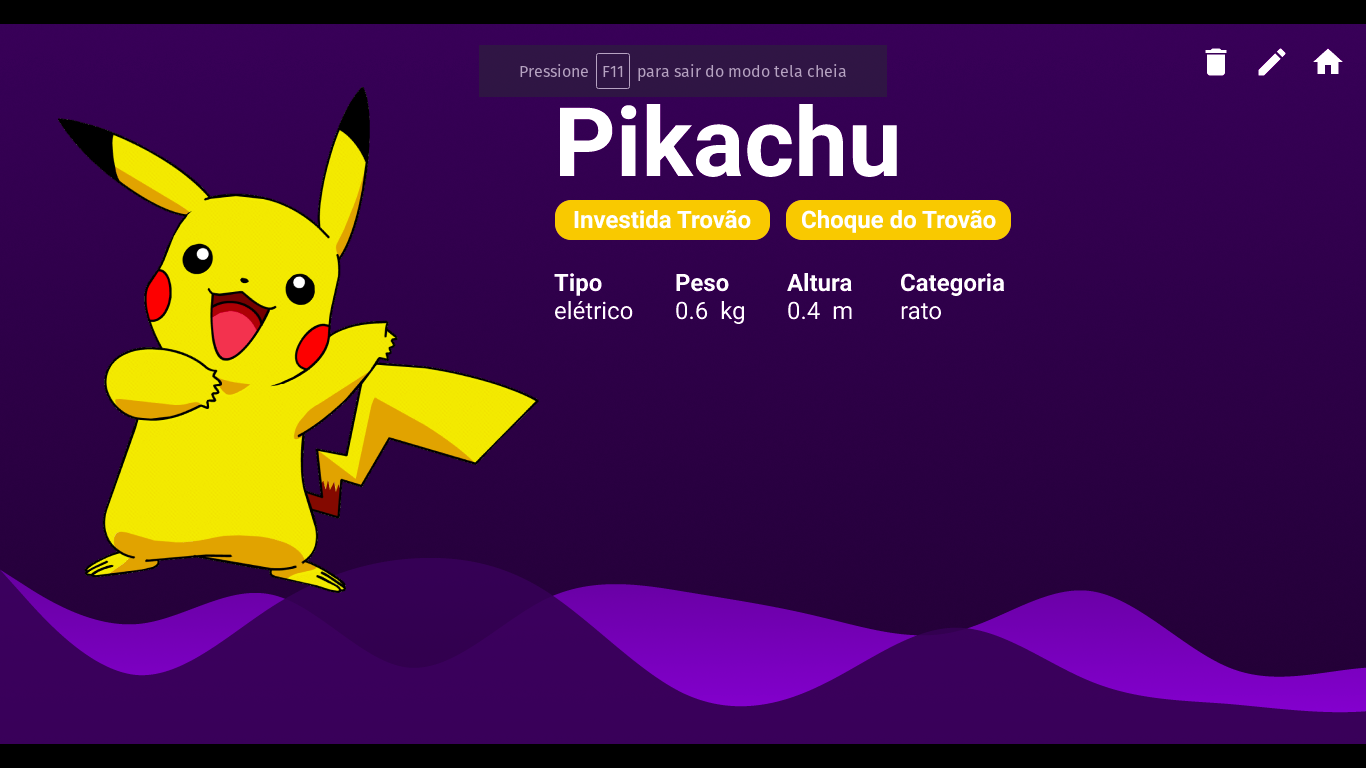 Pressione F11 para sair do modo tela cheia
Pikachu
Investida Trovão Choque do Trovão
Tipo Peso Altura Categoria
elétrico 0.6 kg 0.4 m rato